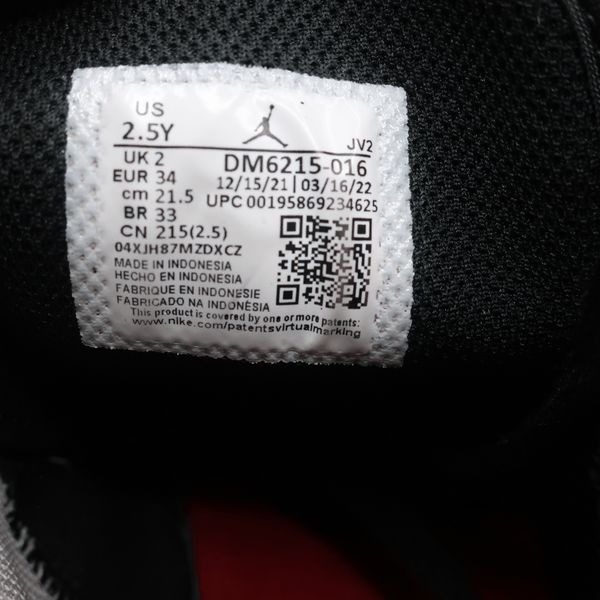 US
2.5Y
JV2
UK 2
DM6215-016
EUR 34
12/15/21 | 03/16/22
cm 21.5
UPC 00195869234625
BR 33
CN 215(2.5)
04XJH87MZDXCZ
MADE IN INDONESIA
HECHO EN INDONESIA
FABRIQUE EN INDONESIE
FABRICADO NA INDONÉSIA
This product is covered by one or more patents:
www.nike.com/patentsvirtualmarking